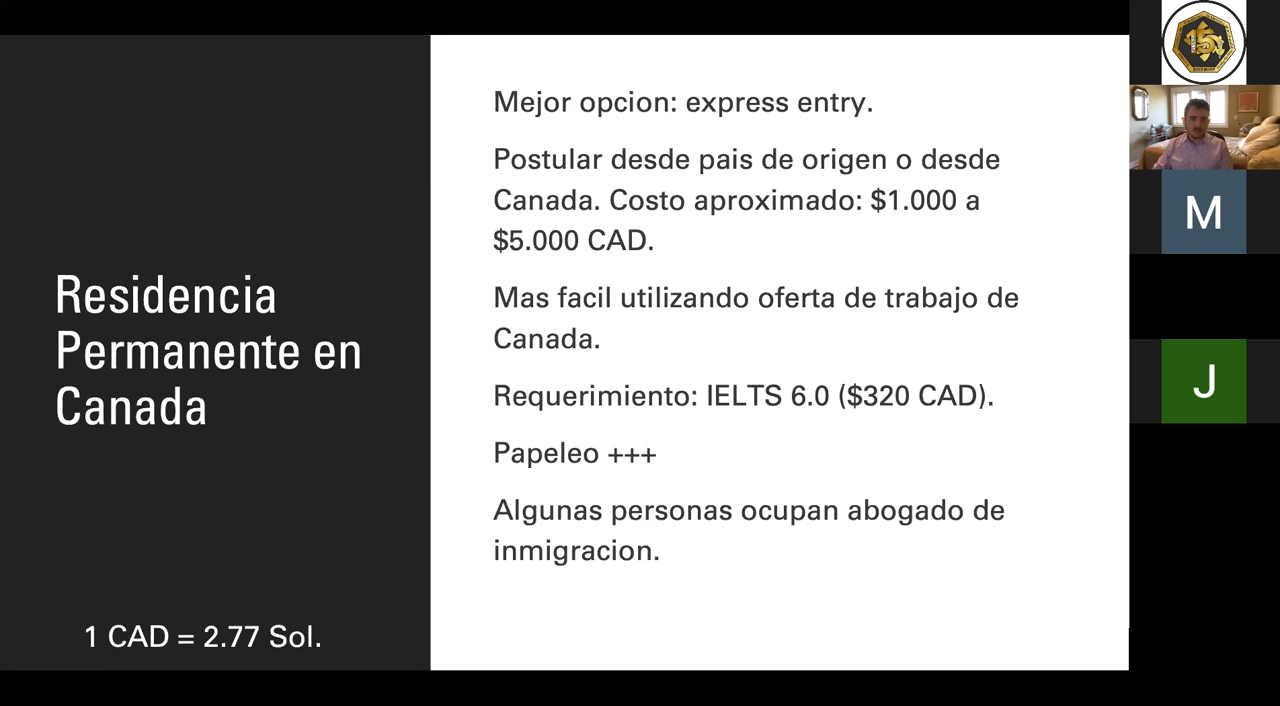 Residencia
Permanente en
Canada
1 CAD = 2.77 Sol.
Mejor opcion: express entry.
Postular desde pais de origen o desde
Canada. Costo aproximado: $1.000 a
$5.000 CAD.
Mas facil utilizando oferta de trabajo de
Canada.
Requerimiento: IELTS 6.0 ($320 CAD).
Papeleo +++
Algunas personas ocupan abogado de
inmigracion.
M
J